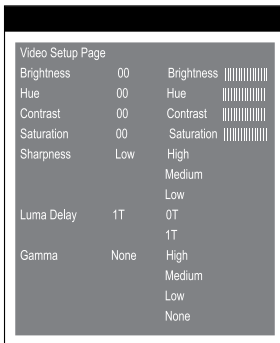 Video Setup Page
Brightness 00 Brightness
Hue 00 Hue
Contrast 00 Contrast
Saturation 00 Saturation
Sharpness Low High
Medium
Low
Luma Delay 1T 0T
1T
Gamma None High
Medium
Low
None